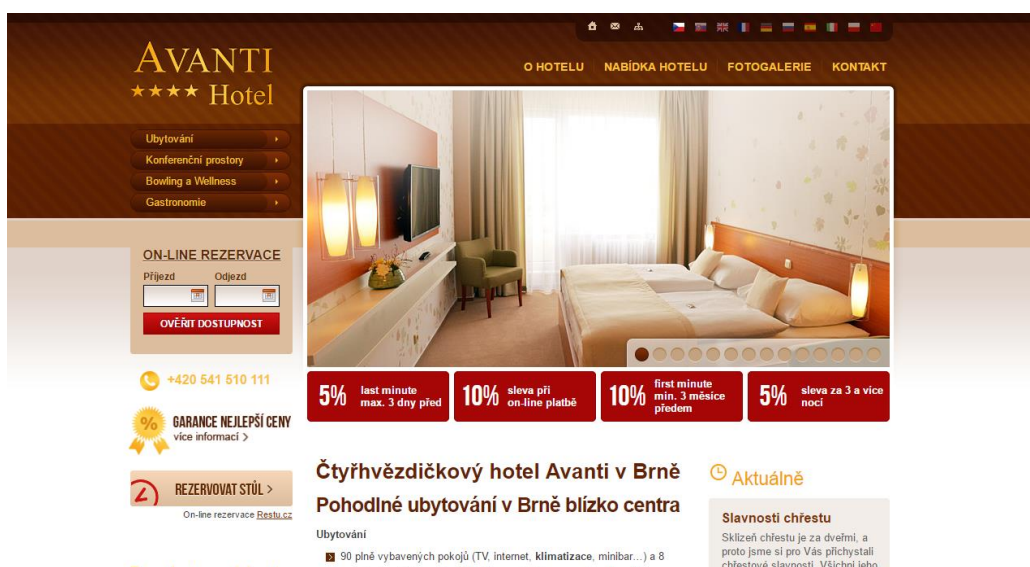 AVANTI
★★★★ Hotel
O HOTELU NABÍDKA HOTELU FOTOGALERIE KONTAKT
Ubytování
Konferenční prostory
Bowling a Wellness
Gastronomie
ON-LINE REZERVACE
Příjezd Odjezd
OVĚŘIT DOSTUPNOST
+420 541 510 111
% GARANCE NEJLEPŠÍ CENY
více informací >
REZERVOVAT STŮL >
On-line rezervace Restu.cz
5% last minute
max. 3 dny před
10% sleva při
on-line platbě
10% first minute
min. 3 měsíce
předem
5% sleva za 3 a více
nocí
Čtyřhvězdičkový hotel Avanti v Brně
Pohodlné ubytování v Brně blízko centra
Ubytování
90 plně vybavených pokojů (TV, internet, klimatizace, minibar...) a 8
Aktuálně
Slavnosti chřestu
Sklizeň chřestu je za dveřmi, a
proto jsme si pro Vás přichystali
chřestové slavnosti. Všichni jeho